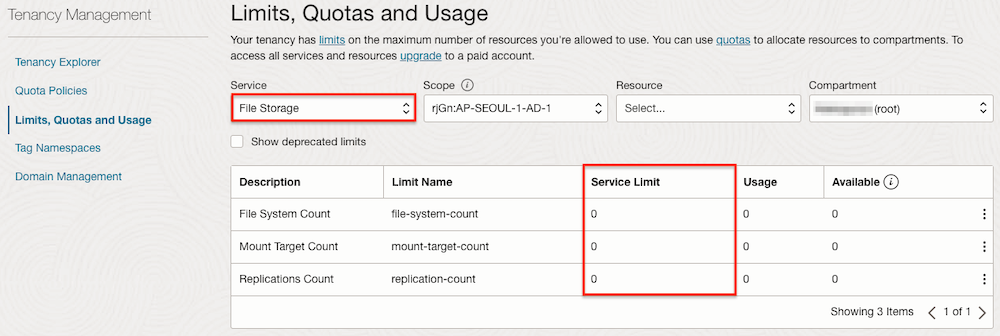 Tenancy Management
Tenancy Explorer
Quota Policies
Limits, Quotas and Usage
Tag Namespaces
Domain Management
Limits, Quotas and Usage
Your tenancy has limits on the maximum number of resources you're allowed to use. You can use quotas to allocate resources to compartments. To
access all services and resources upgrade to a paid account.
Service Scope Resource Compartment
File Storage rjGn:AP-SEOUL-1-AD-1 Select... (root)
Show deprecated limits
Description Limit Name Service Limit Usage Available
File System Count file-system-count 0 0 0
Mount Target Count mount-target-count 0 0 0
Replications Count replication-count 0 0 0
Showing 3 Items 1 of 1